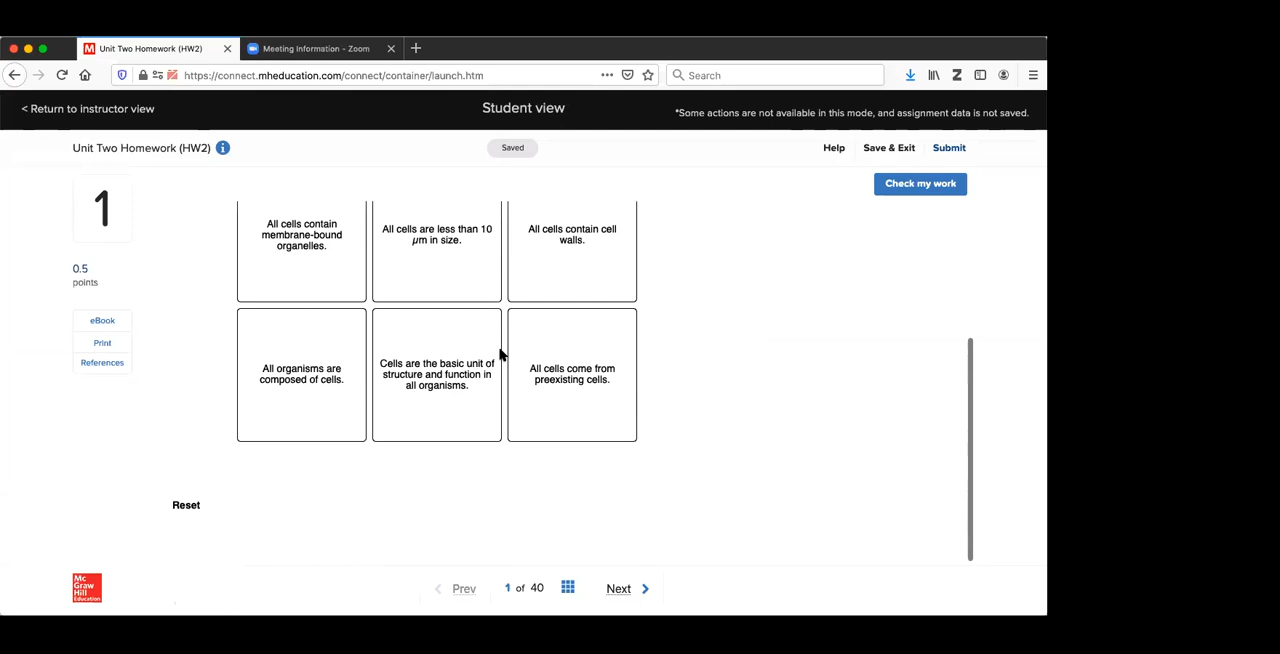 Unit Two Homework (HW2)
Meeting Information - Zoom
https://connect.mheducation.com/connect/container/launch.htm
Search
< Return to instructor view
Student view
*Some actions are not available in this mode, and assignment data is not saved.
Unit Two Homework (HW2)
Saved
Help
Save & Exit
Submit
Check my work
1
0.5
points
eBook
Print
References
All cells contain
membrane-bound
organelles.
All cells are less than 10
μm in size.
All cells contain cell
walls.
All organisms are
composed of cells.
Cells are the basic unit of
structure and function in
all organisms.
All cells come from
preexisting cells.
Reset
Mc
Graw
Hill
Education
Prev
1 of 40
Next